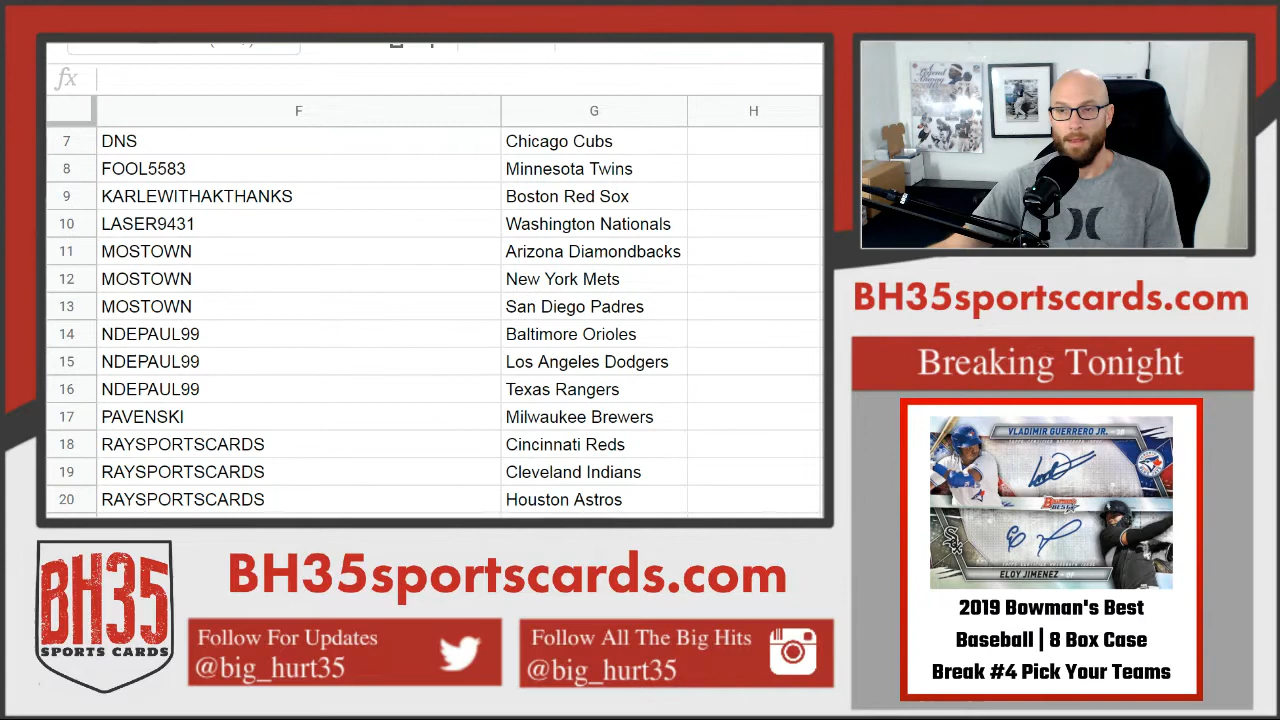 fx
F G H
7 DNS Chicago Cubs
8 FOOL5583 Minnesota Twins
9 KARLEWITHAKTHANKS Boston Red Sox
10 LASER9431 Washington Nationals
11 MOSTOWN Arizona Diamondbacks
12 MOSTOWN New York Mets
13 MOSTOWN San Diego Padres
14 NDEPAUL99 Baltimore Orioles
15 NDEPAUL99 Los Angeles Dodgers
16 NDEPAUL99 Texas Rangers
17 PAVENSKI Milwaukee Brewers
18 RAYSPORTSCARDS Cincinnati Reds
19 RAYSPORTSCARDS Cleveland Indians
20 RAYSPORTSCARDS Houston Astros
BH35sportscards.com
Breaking Tonight
VLADIMIR GUERRERO JR.
BOWMAN'S
BEST
ELOY JIMENEZ
2019 Bowman's Best
Baseball | 8 Box Case
Break #4 Pick Your Teams
BH35
SPORTS CARDS
BH35sportscards.com
Follow For Updates
@big_hurt35
Follow All The Big Hits
@big_hurt35